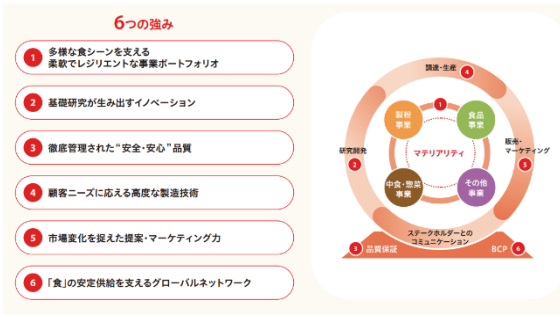 6つの強み
1
多様な食シーンを支える
柔軟でレジリエントな事業ポートフォリオ
2
基礎研究が生み出すイノベーション
3
徹底管理された“安全・安心”品質
4
顧客ニーズに応える高度な製造技術
5
市場変化を捉えた提案・マーケティング力
6
「食」の安定供給を支えるグローバルネットワーク
調達・生産
4
1
製粉
事業
食品
事業
研究開発
2
マテリアリティ
販売・
マーケティング
5
中食・惣菜
事業
その他
事業
ステークホルダーとの
コミュニケーション
3 品質保証
BCP 6